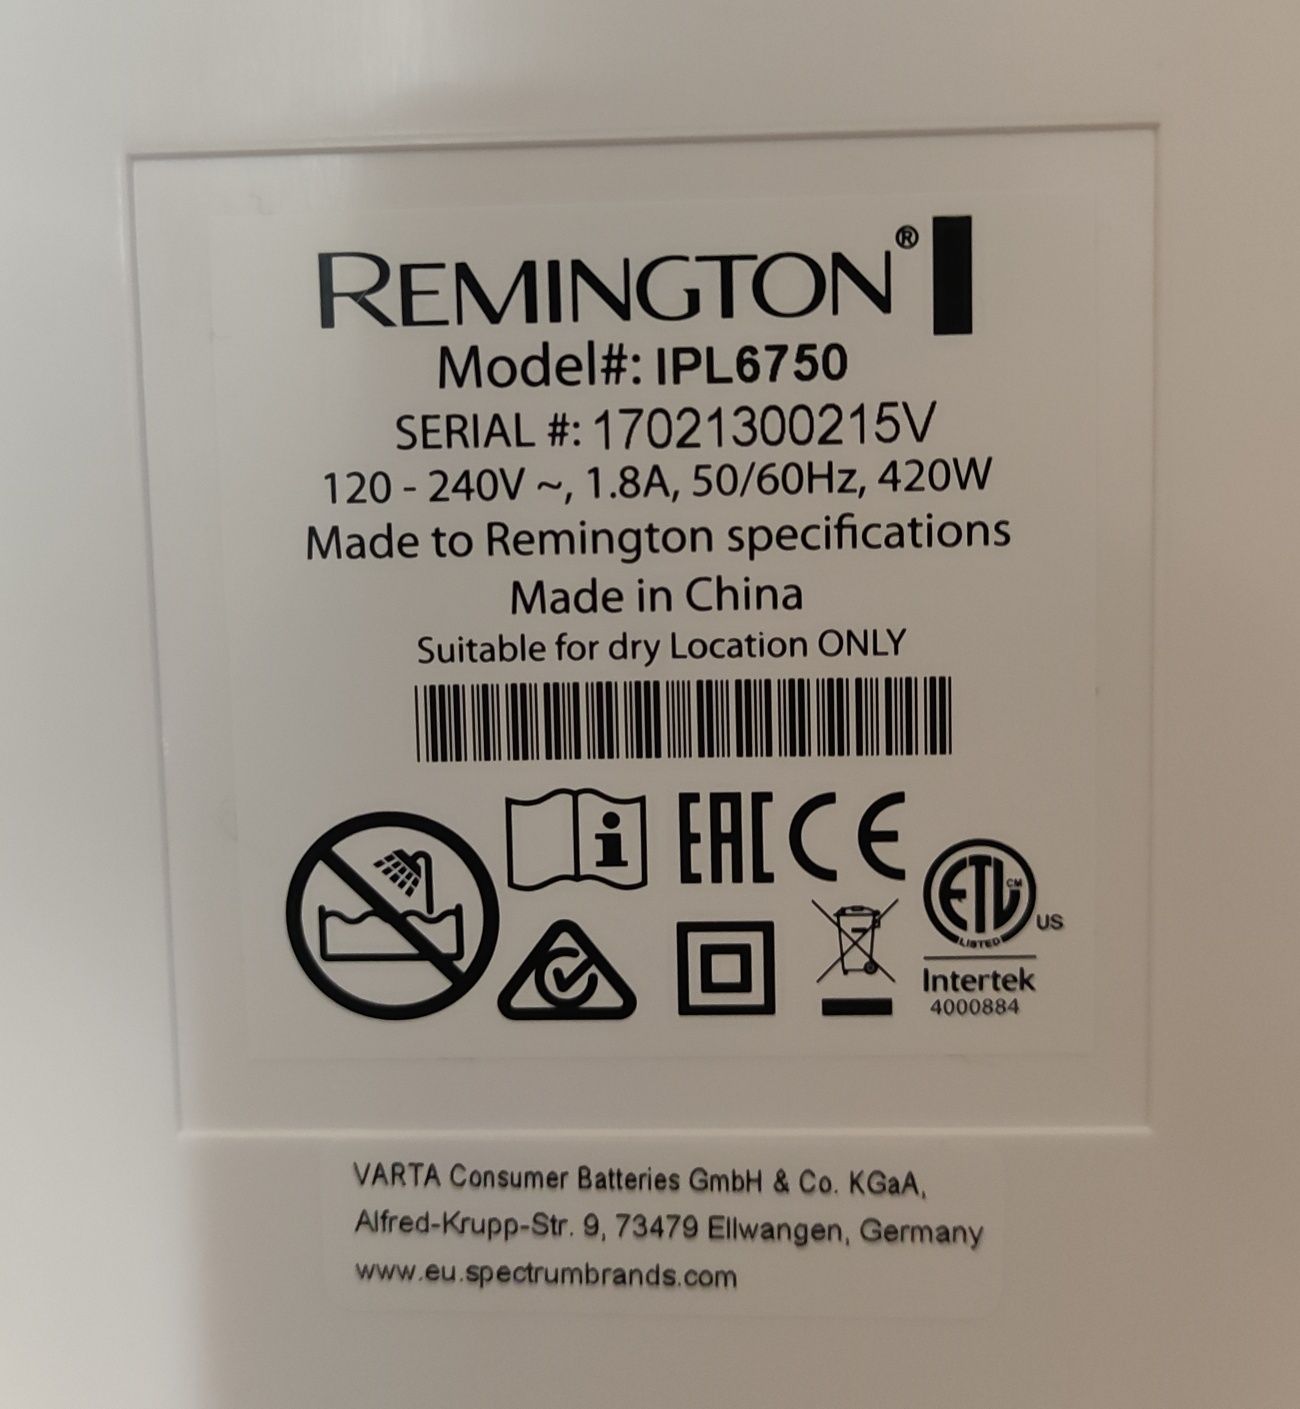 REMINGTON®
Model#: IPL6750
SERIAL #: 17021300215V
120 - 240V ~, 1.8A, 50/60Hz, 420W
Made to Remington specifications
Made in China
Suitable for dry Location ONLY
i
EAC CE
ETL CM
LISTED
US
Intertek
4000884
VARTA Consumer Batteries GmbH & Co. KGaA,
Alfred-Krupp-Str. 9, 73479 Ellwangen, Germany
www.eu.spectrumbrands.com